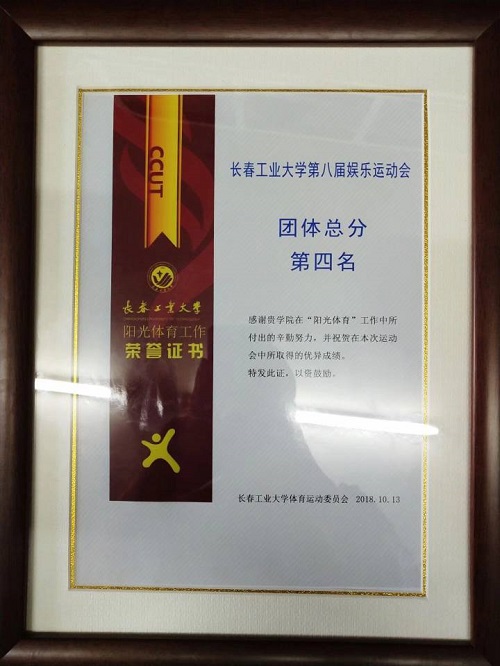 CCUT
长春工业大学
阳光体育工作
荣誉证书
长春工业大学第八届娱乐运动会
团体总分
第四名
感谢贵学院在“阳光体育”工作中所
付出的辛勤努力，并祝贺在本次运动
会中所取得的优异成绩。
特发此证，以资鼓励。
长春工业大学体育运动委员会 2018.10.13